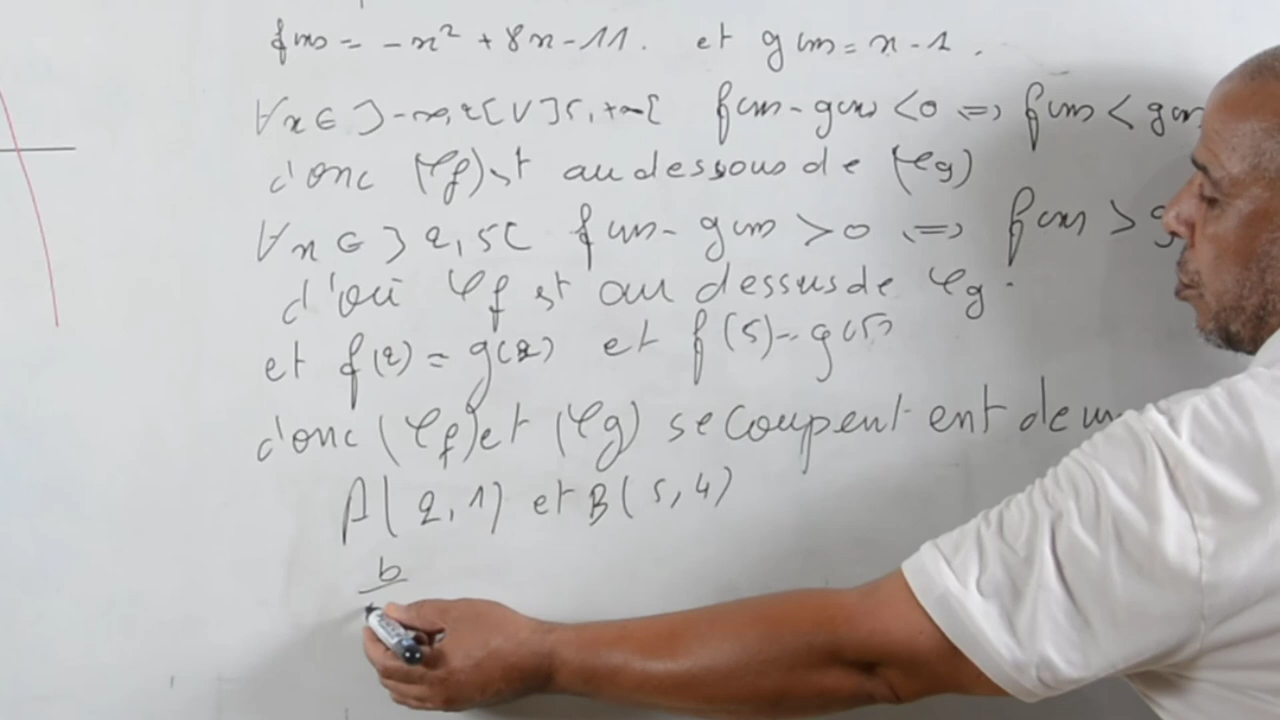 f(x) = -x² + 8x - 11. et g(x) = x - 1.
∀x ∈ ]-∞, 2[ ∪ ]5, +∞[ f(x) - g(x) < 0 ⇒ f(x) < g(x
donc (𝒞f) est au dessous de (𝒞g)
∀x ∈ ]2, 5[ f(x) - g(x) > 0 ⇒ f(x) > g
d'où 𝒞f est au dessus de 𝒞g.
et f(2) = g(2) et f(5) = g(5)
donc (𝒞f) et (𝒞g) se coupent ent
A(2, 1) et B(5, 4)
b